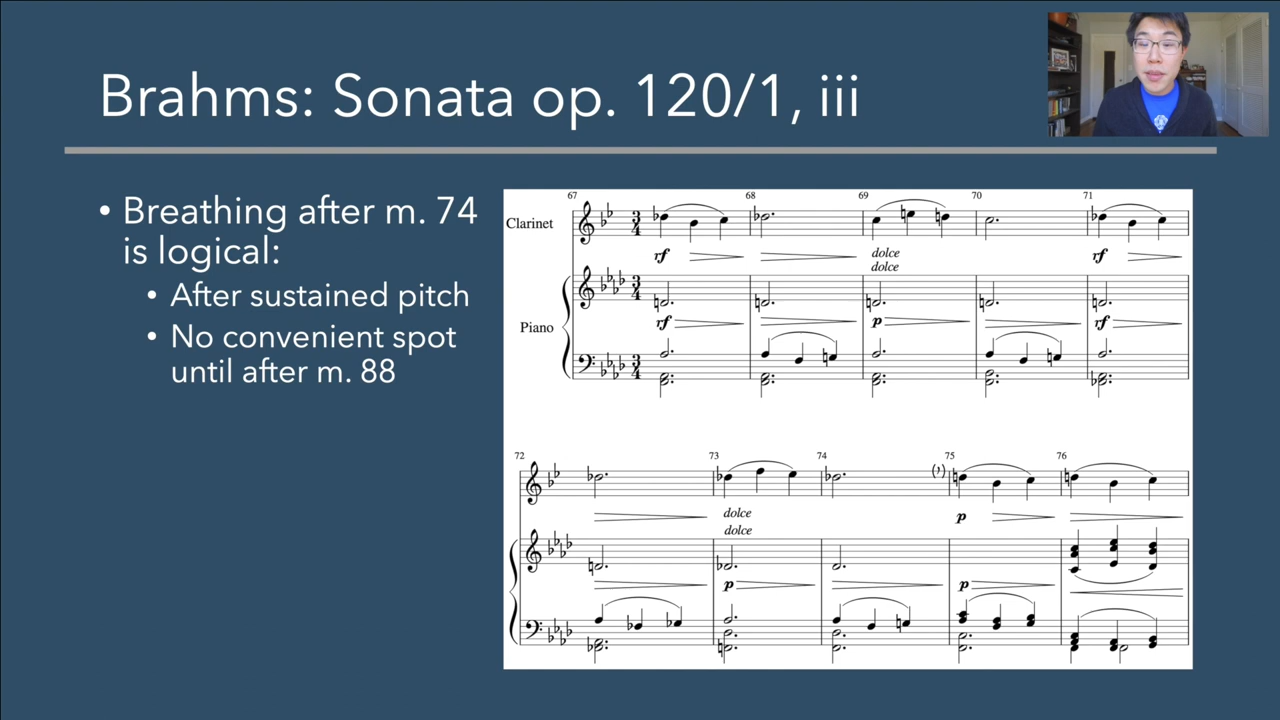 Brahms: Sonata op. 120/1, iii
• Breathing after m. 74
is logical:
• After sustained pitch
• No convenient spot
until after m. 88
67 68 69 70 71
Clarinet
rf dolce rf
dolce
Piano
rf p rf
72 73 74 75 76
(,)
dolce p
dolce
p p